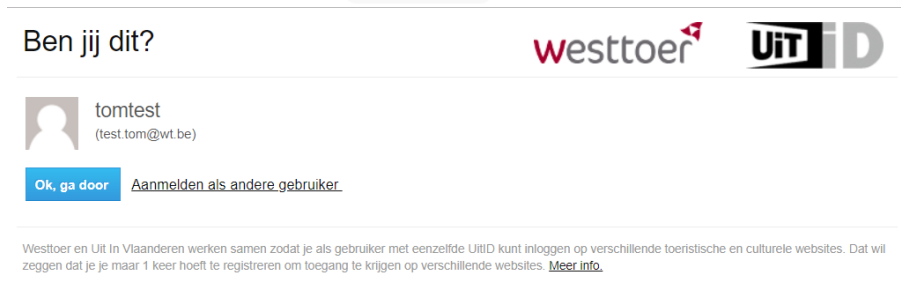 Ben jij dit?
westtoer UiT iD
tomtest
(test.tom@wt.be)
Ok, ga door Aanmelden als andere gebruiker
Westtoer en Uit In Vlaanderen werken samen zodat je als gebruiker met eenzelfde UitID kunt inloggen op verschillende toeristische en culturele websites. Dat wil
zeggen dat je je maar 1 keer hoeft te registreren om toegang te krijgen op verschillende websites. Meer info.